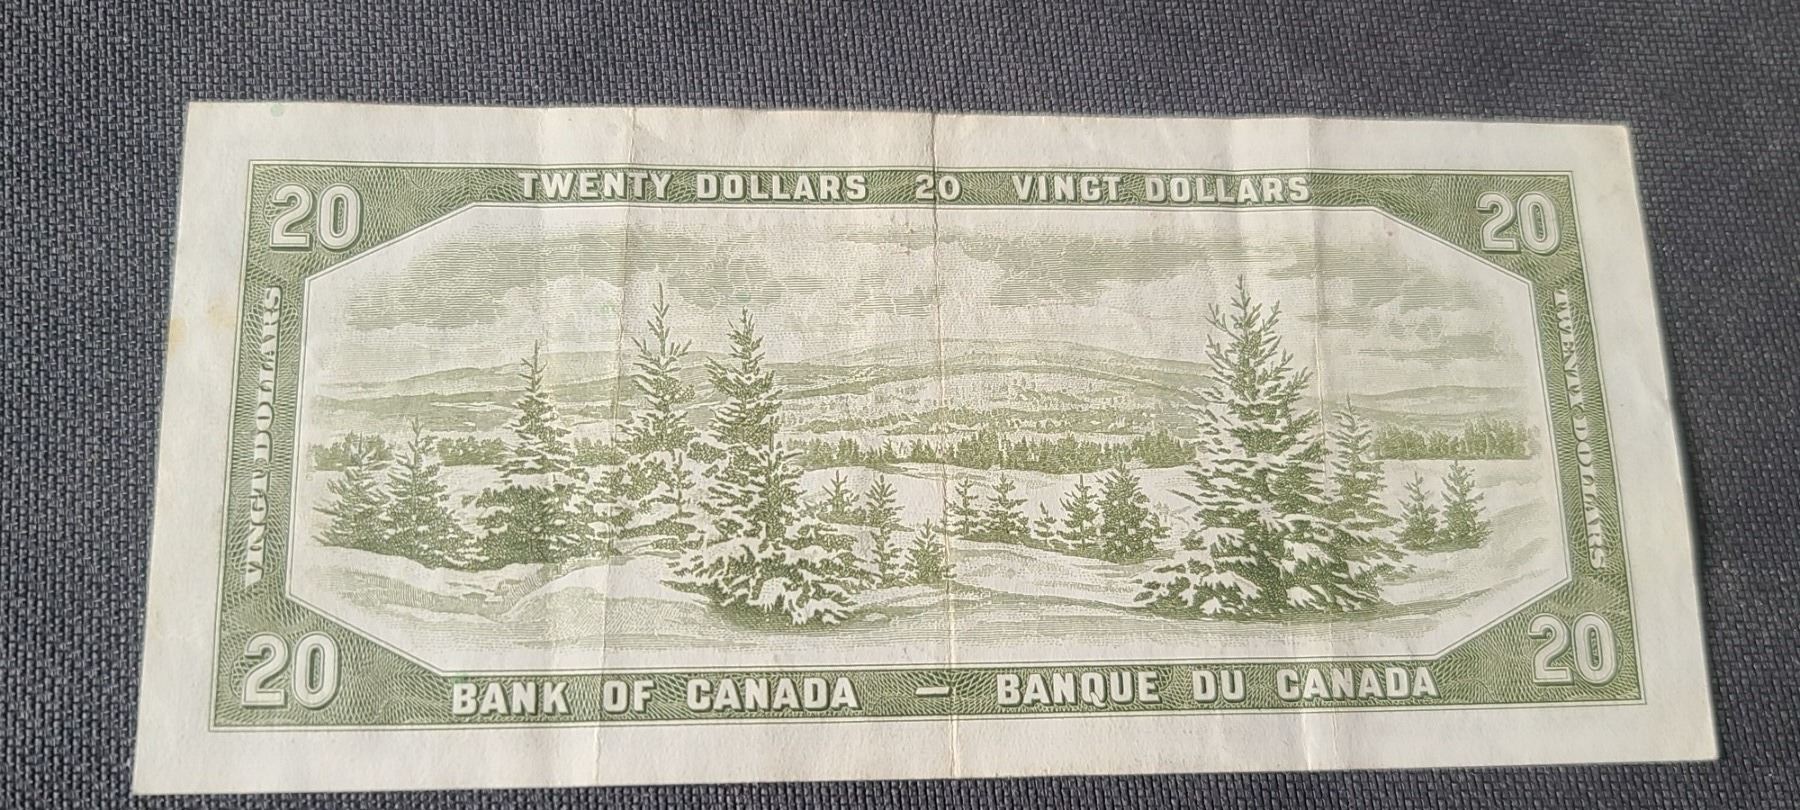 TWENTY DOLLARS 20 VINGT DOLLARS
20
20
VINGT DOLLARS
TWENTY DOLLARS
20
20
BANK OF CANADA — BANQUE DU CANADA